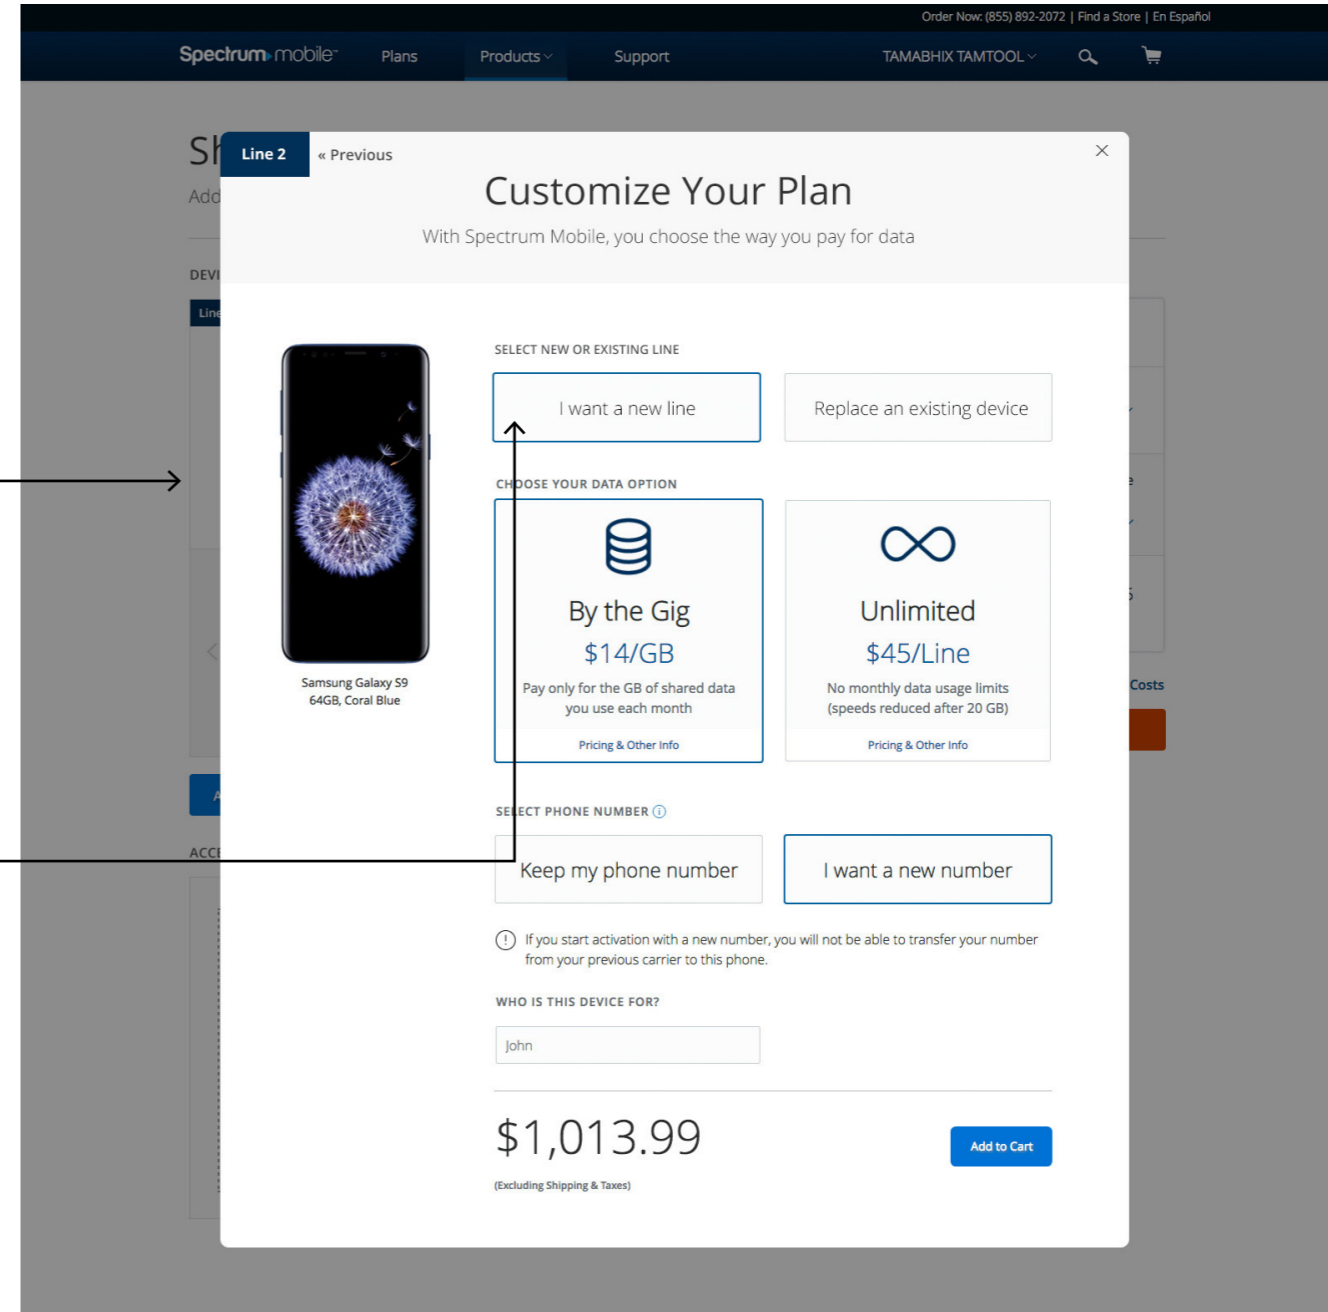 Order Now: (855) 892-2072 | Find a Store | En Español
Spectrum mobile Plans Products Support TAMABHIX TAMTOOL
Sh
Add
Line 2 « Previous
Customize Your Plan
With Spectrum Mobile, you choose the way you pay for data
DEVI
Line
SELECT NEW OR EXISTING LINE
I want a new line Replace an existing device
CHOOSE YOUR DATA OPTION
By the Gig
$14/GB
Pay only for the GB of shared data
you use each month
Pricing & Other Info
Unlimited
$45/Line
No monthly data usage limits
(speeds reduced after 20 GB)
Pricing & Other Info
Samsung Galaxy S9
64GB, Coral Blue
Costs
A
SELECT PHONE NUMBER
Keep my phone number I want a new number
ACCE
If you start activation with a new number, you will not be able to transfer your number
from your previous carrier to this phone.
WHO IS THIS DEVICE FOR?
John
$1,013.99
Add to Cart
(Excluding Shipping & Taxes)